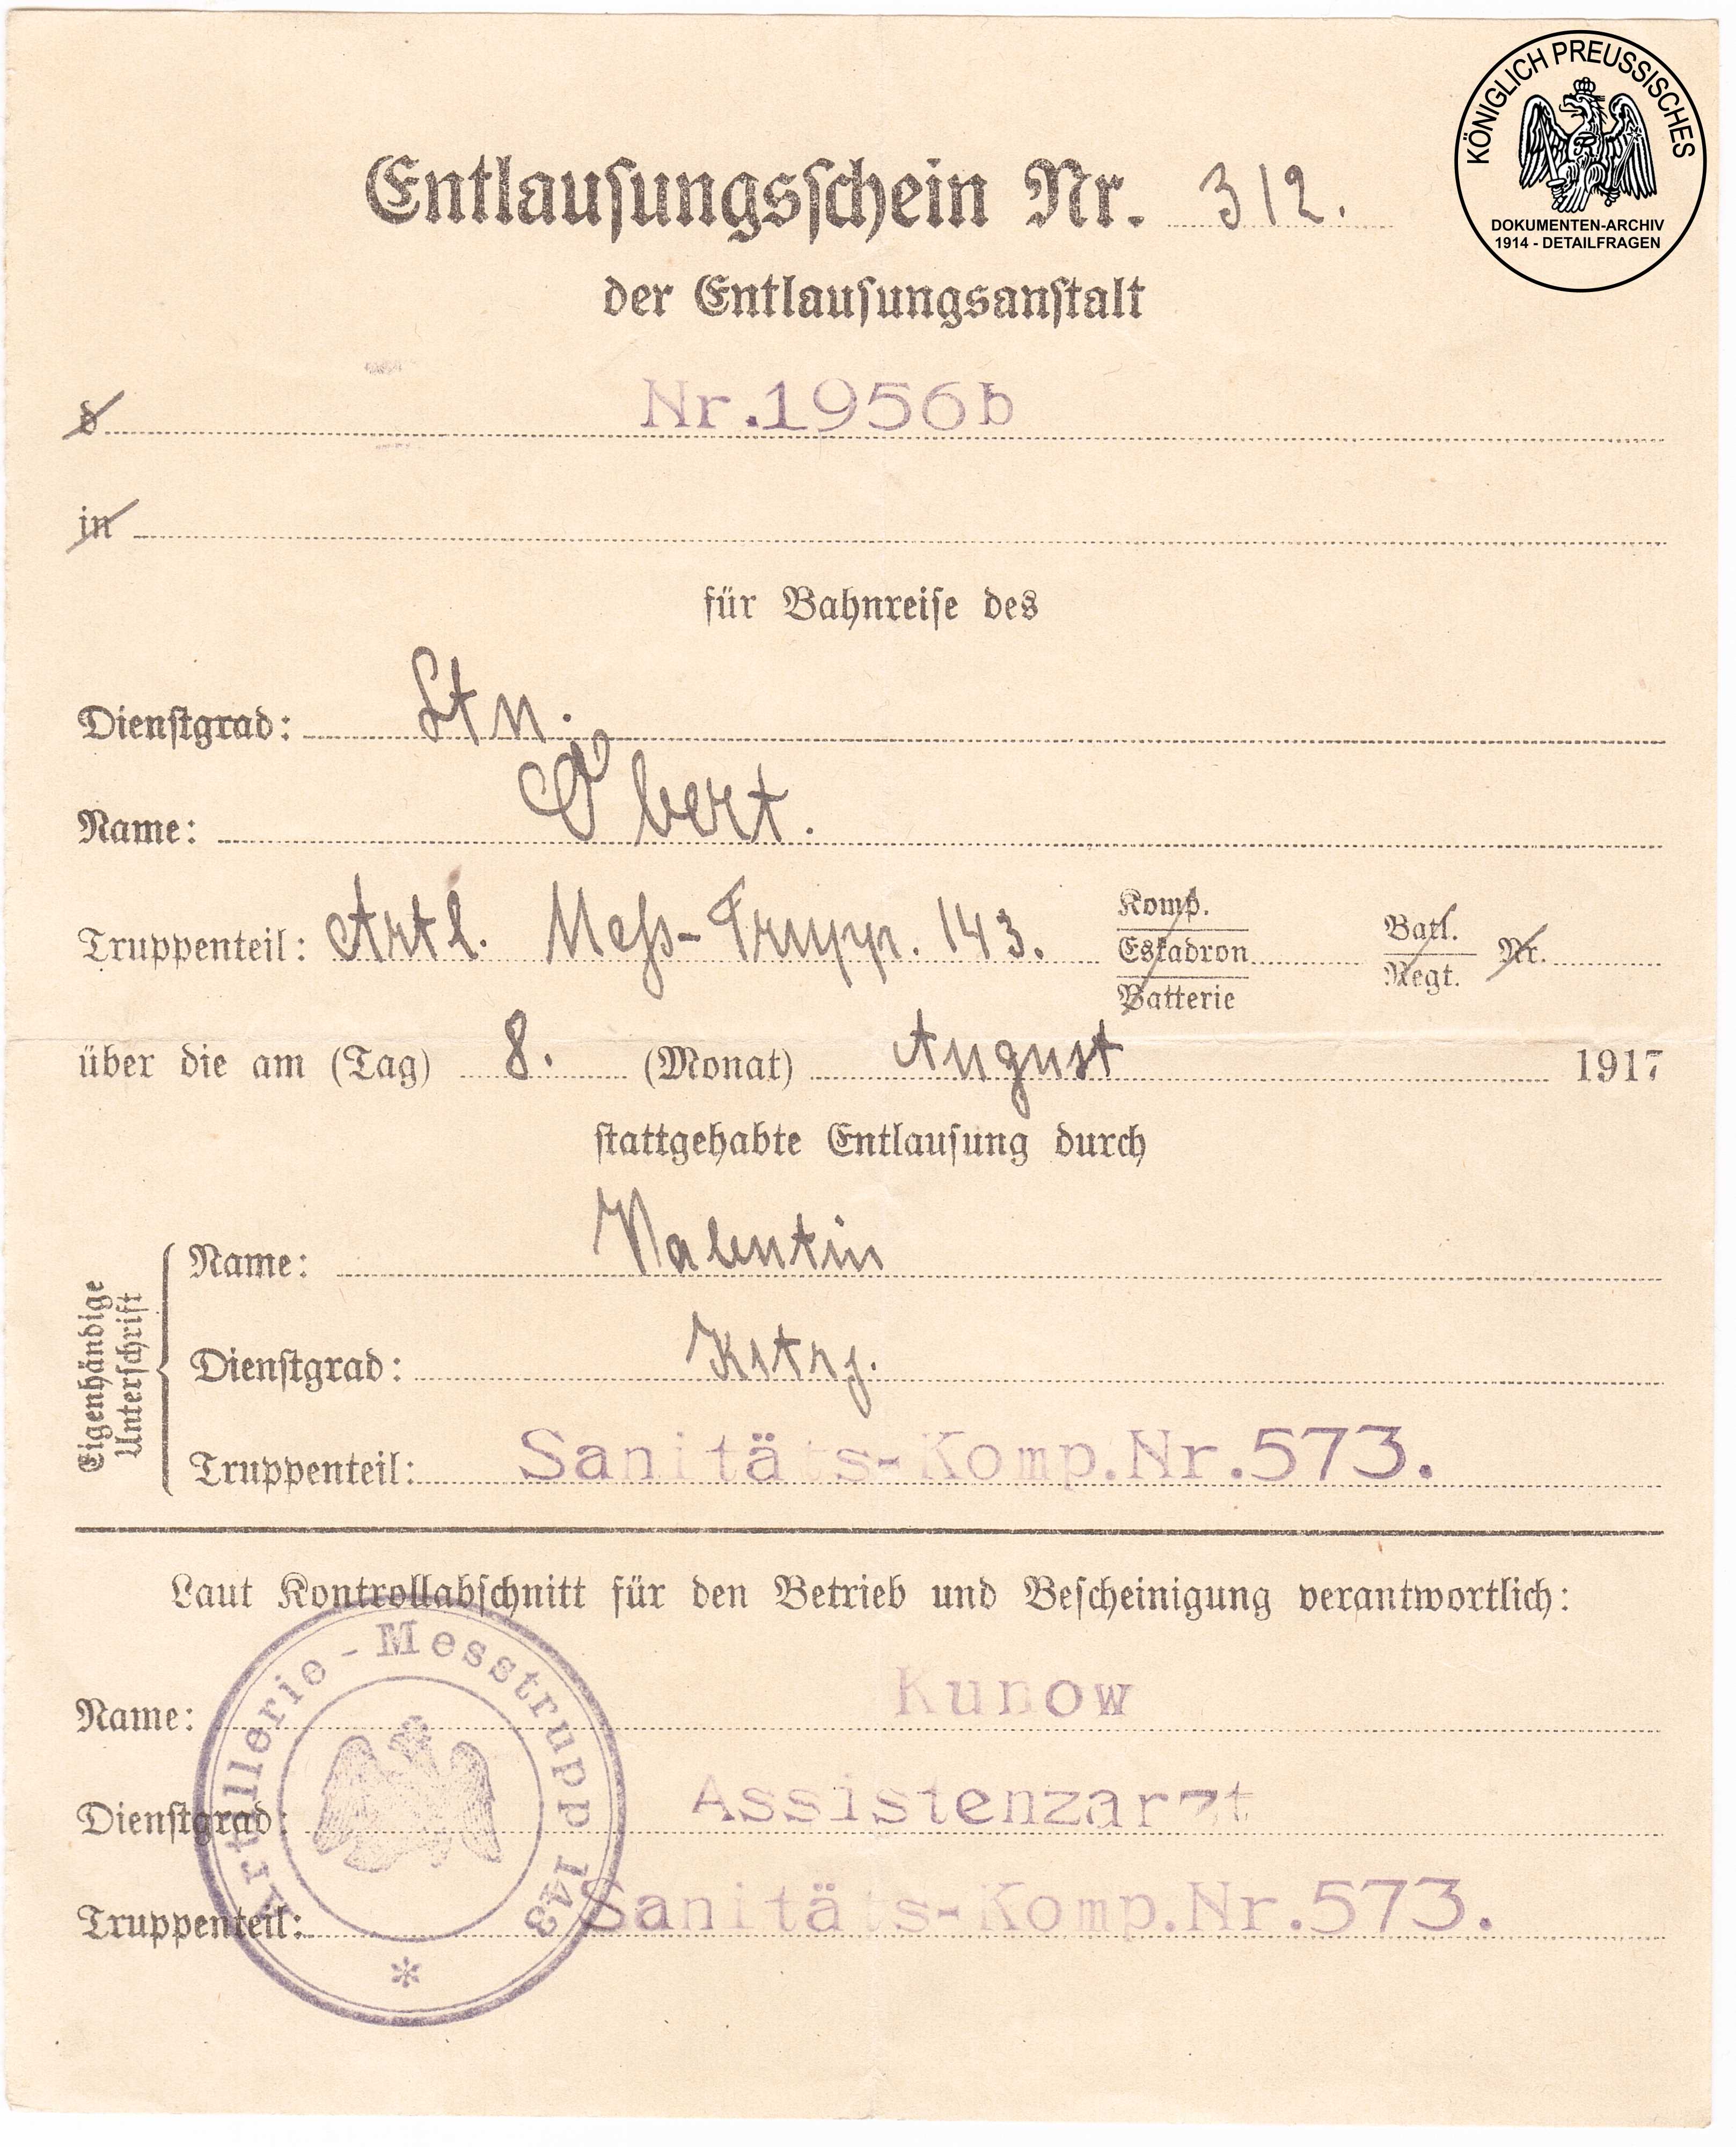 KÖNIGLICH PREUSSISCHES
DOKUMENTEN-ARCHIV
1914 - DETAILFRAGEN
Entlausungsschein Nr. 312.
der Entlausungsanstalt
d Nr.1956b
in
für Bahnreise des
Dienstgrad: Ltn.
Name: bert.
Truppenteil: Artl. Mess-Trupp. 143. Komp. Eskadron Batterie Batl. Regt. Nr.
über die am (Tag) 8. (Monat) August 1917
stattgehabte Entlausung durch
Eigenhändige
Unterschrift
Name: Valentin
Dienstgrad:
Truppenteil: Sanitäts-Komp.Nr.573.
Laut Kontrollabschnitt für den Betrieb und Bescheinigung verantwortlich:
Artillerie-Messtrupp 143
Name: Kunow
Dienstgrad: Assistenzarzt
Truppenteil: Sanitäts-Komp.Nr.573.